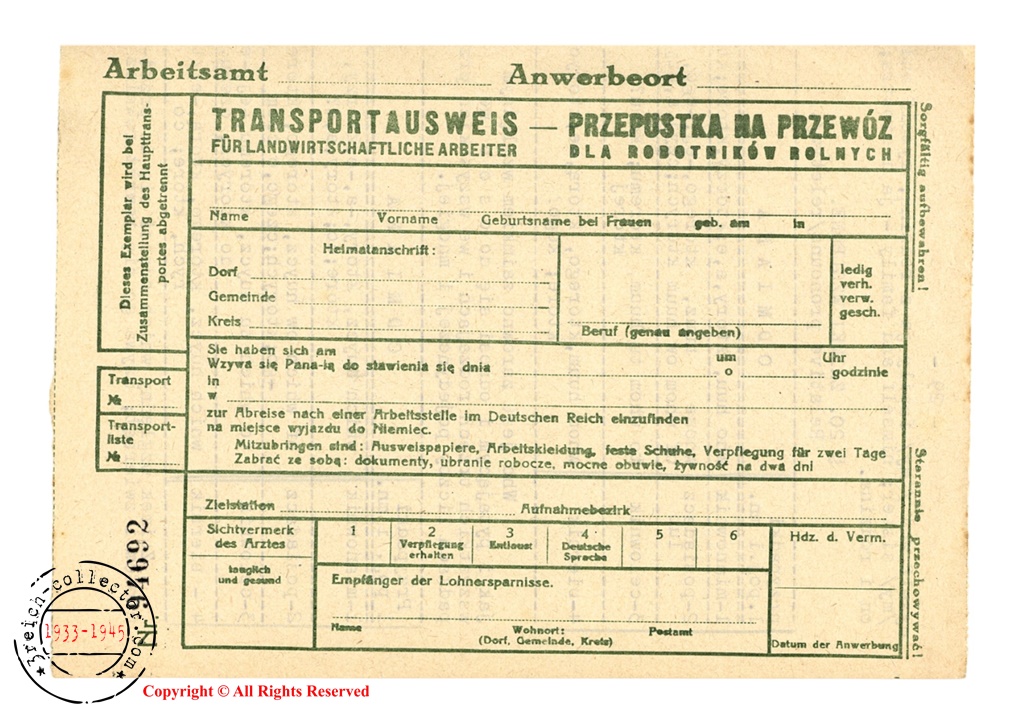 Arbeitsamt Anwerbeort
TRANSPORTAUSWEIS — PRZEPUSTKA NA PRZEWÓZ
FÜR LANDWIRTSCHAFTLICHE ARBEITER DLA ROBOTNIKÓW ROLNYCH
Dieses Exemplar wird bei
Zusammenstellung des Haupttrans-
portes abgetrennt
Sorgfältig aufbewahren!
Name Vorname Geburtsname bei Frauen geb. am in
Heimatanschrift:
Dorf
Gemeinde
Kreis
Beruf (genau angeben)
ledig
verh.
verw.
gesch.
Sie haben sich am um Uhr
Wzywa się Pana-ią do stawienia się dnia o godzinie
in
w
zur Abreise nach einer Arbeitsstelle im Deutschen Reich einzufinden
na miejsce wyjazdu do Niemiec.
Mitzubringen sind: Ausweispapiere, Arbeitskleidung, feste Schuhe, Verpflegung für zwei Tage
Zabrać ze sobą: dokumenty, ubranie robocze, mocne obuwie, żywność na dwa dni
Transport
№
Transport-
liste
№
Starannie przechowywać!
Zielstation Aufnahmebezirk
Sichtvermerk
des Arztes
tauglich
und gesund
1 2 3 4 5 6
Verpflegung
erhalten
Entlaust
Deutsche
Sprache
Hdz. d. Verm.
Empfänger der Lohnersparnisse.
Name Wohnort: Postamt
(Dorf, Gemeinde, Kreis)
Datum der Anwerbung
Nr. 94692
3reich-collector.com
1933-1945
Copyright © All Rights Reserved